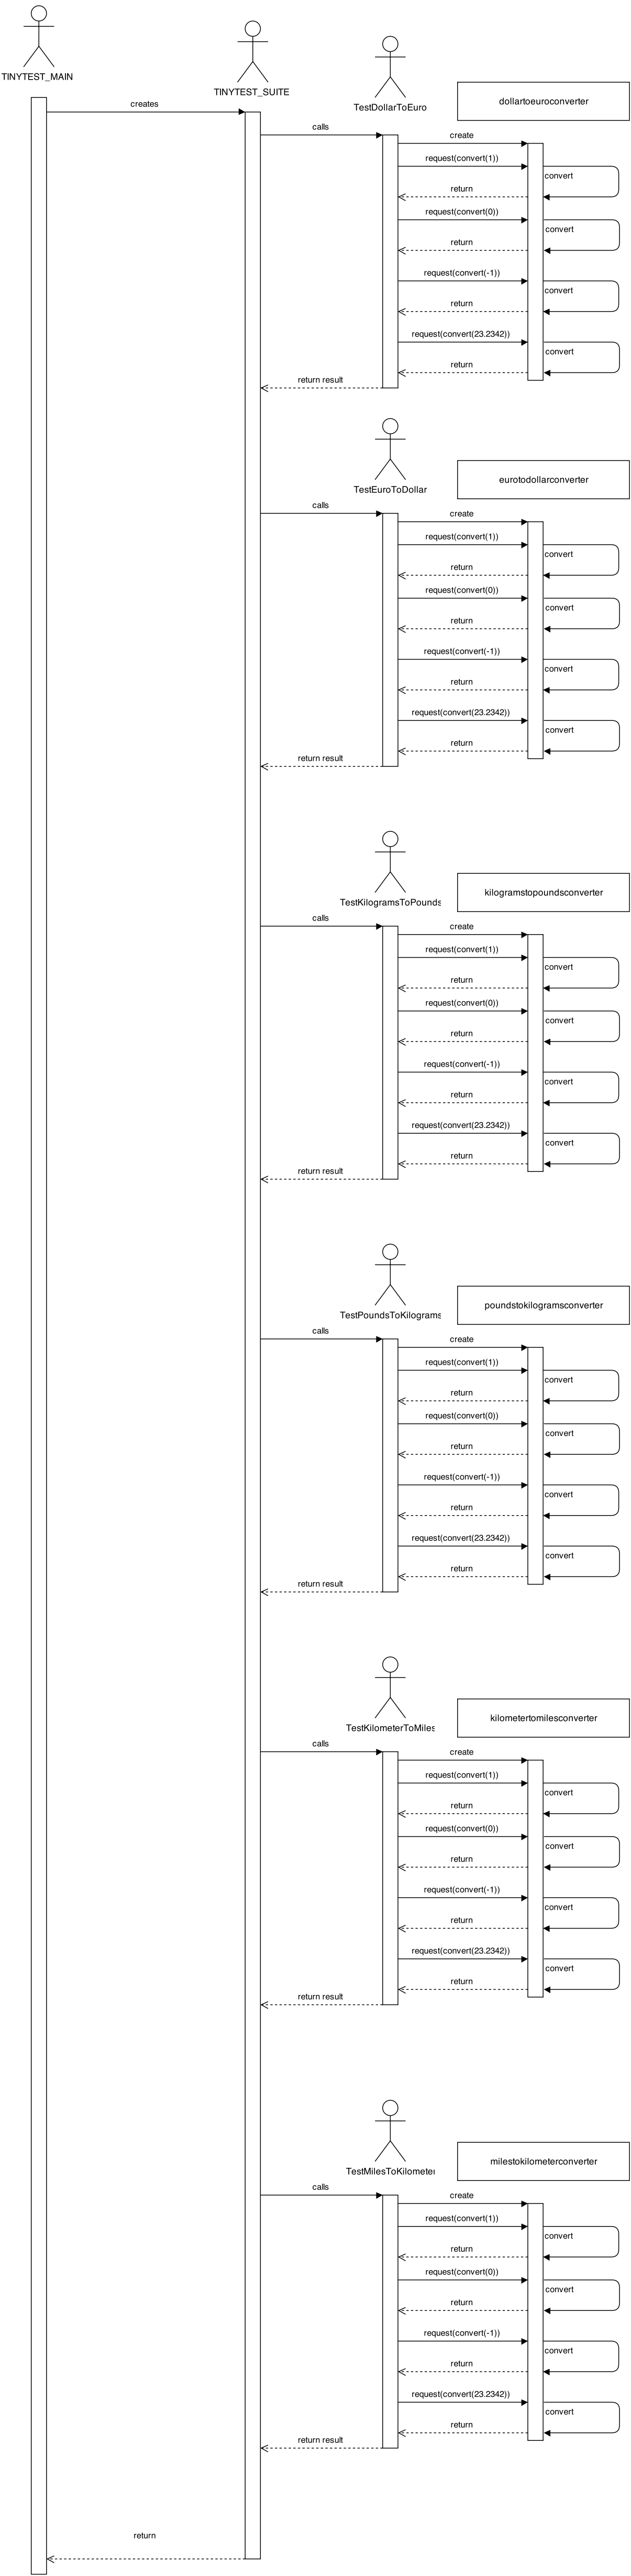 TINYTEST_MAIN
TINYTEST_SUITE
TestDollarToEuro
dollartoeuroconverter
creates
calls
create
request(convert(1))
convert
return
request(convert(0))
convert
return
request(convert(-1))
convert
return
request(convert(23.2342))
convert
return
return result
TestEuroToDollar
eurotodollarconverter
calls
create
request(convert(1))
convert
return
request(convert(0))
convert
return
request(convert(-1))
convert
return
request(convert(23.2342))
convert
return
return result
TestKilogramsToPounds
kilogramstopoundsconverter
calls
create
request(convert(1))
convert
return
request(convert(0))
convert
return
request(convert(-1))
convert
return
request(convert(23.2342))
convert
return
return result
TestPoundsToKilograms
poundstokilogramsconverter
calls
create
request(convert(1))
convert
return
request(convert(0))
convert
return
request(convert(-1))
convert
return
request(convert(23.2342))
convert
return
return result
TestKilometerToMiles
kilometertomilesconverter
calls
create
request(convert(1))
convert
return
request(convert(0))
convert
return
request(convert(-1))
convert
return
request(convert(23.2342))
convert
return
return result
TestMilesToKilometer
milestokilometerconverter
calls
create
request(convert(1))
convert
return
request(convert(0))
convert
return
request(convert(-1))
convert
return
request(convert(23.2342))
convert
return
return result
return